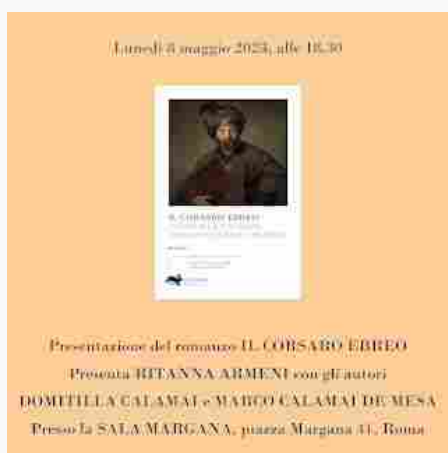 Lunedì 8 maggio 2023, alle 18.30
IL CORSARO EBREO
Presentazione del romanzo IL CORSARO EBREO
Presenta RITANNA ARMENI con gli autori
DOMITILLA CALAMAI e MARCO CALAMAI DE MESA
Presso la SALA MARGANA, piazza Margana 41, Roma